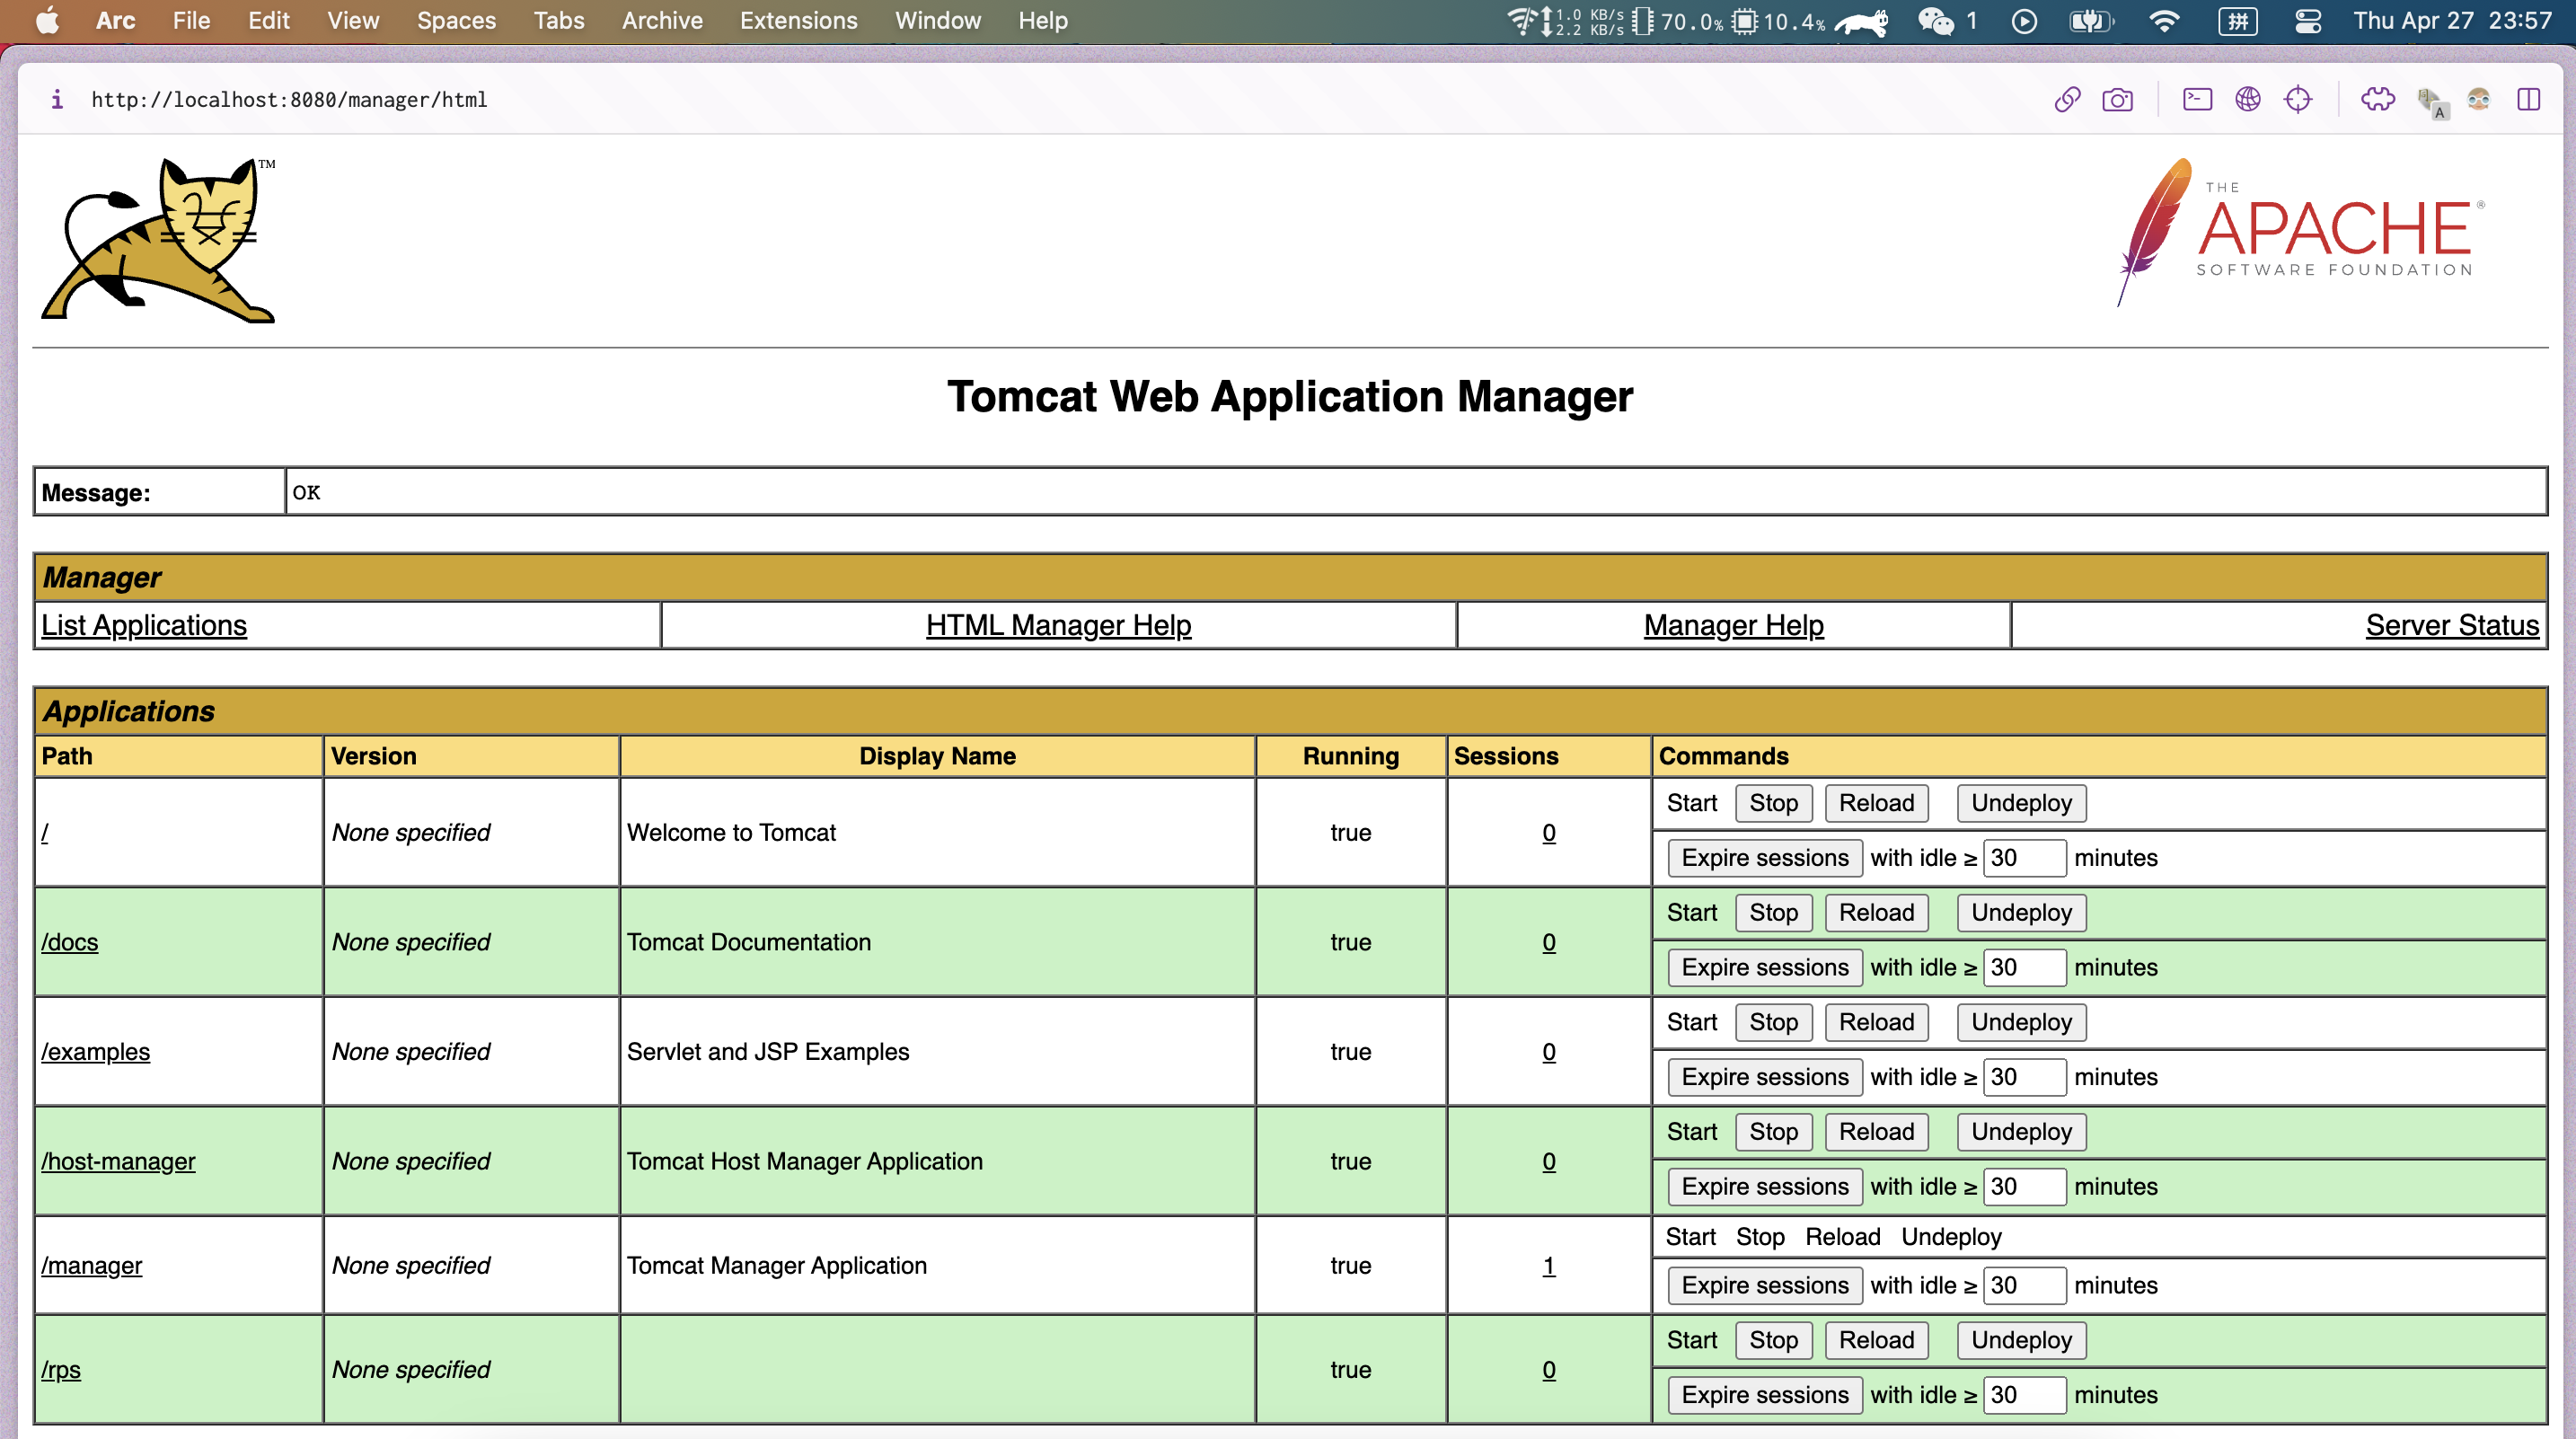 Arc File Edit View Spaces Tabs Archive Extensions Window Help 1.0 KB/s 2.2 KB/s 70.0% 10.4% 1 拼 Thu Apr 27 23:57
i http://localhost:8080/manager/html A
TM
THE
APACHE®
SOFTWARE FOUNDATION
Tomcat Web Application Manager
Message: OK
Manager
List Applications HTML Manager Help Manager Help Server Status
Applications
Path Version Display Name Running Sessions Commands
/ None specified Welcome to Tomcat true 0 Start Stop Reload Undeploy
Expire sessions with idle ≥ 30 minutes
/docs None specified Tomcat Documentation true 0 Start Stop Reload Undeploy
Expire sessions with idle ≥ 30 minutes
/examples None specified Servlet and JSP Examples true 0 Start Stop Reload Undeploy
Expire sessions with idle ≥ 30 minutes
/host-manager None specified Tomcat Host Manager Application true 0 Start Stop Reload Undeploy
Expire sessions with idle ≥ 30 minutes
/manager None specified Tomcat Manager Application true 1 Start Stop Reload Undeploy
Expire sessions with idle ≥ 30 minutes
/rps None specified true 0 Start Stop Reload Undeploy
Expire sessions with idle ≥ 30 minutes